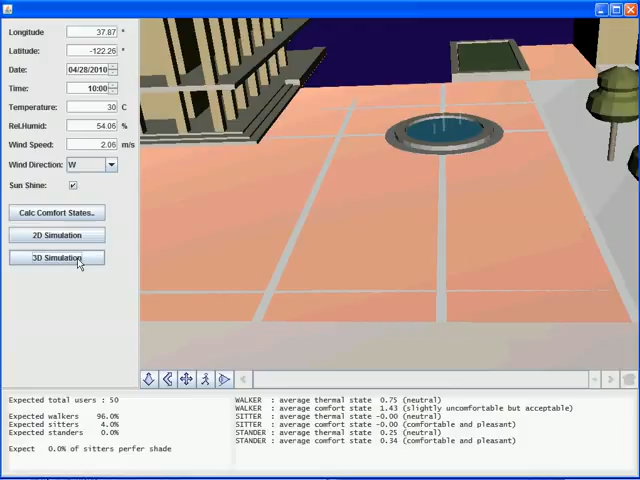 Longitude 37.87 °
Latitude: -122.26 °
Date: 04/28/2010
Time: 10:00
Temperature: 30 C
Rel.Humid: 54.06 %
Wind Speed: 2.06 m/s
Wind Direction: W
Sun Shine:
Calc Comfort States..
2D Simulation
3D Simulation
Expected total users : 50
Expected walkers 96.0%
Expected sitters 4.0%
Expected standers 0.0%
Expect 0.0% of sitters perfer shade
WALKER : average thermal state 0.75 (neutral)
WALKER : average comfort state 1.43 (slightly uncomfortable but acceptable)
SITTER : average thermal state -0.00 (neutral)
SITTER : average comfort state -0.00 (comfortable and pleasant)
STANDER : average thermal state 0.25 (neutral)
STANDER : average comfort state 0.34 (comfortable and pleasant)